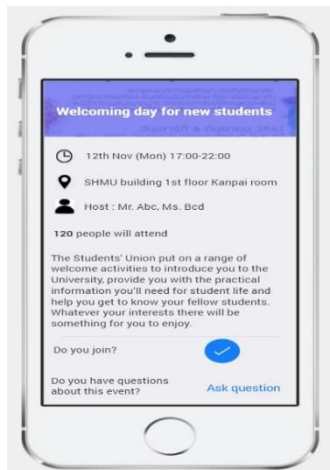 Welcoming day for new students
12th Nov (Mon) 17:00-22:00
SHMU building 1st floor Kanpai room
Host : Mr. Abc, Ms. Bcd
120 people will attend
The Students' Union put on a range of
welcome activities to introduce you to the
University, provide you with the practical
information you'll need for student life and
help you get to know your fellow students.
Whatever your interests there will be
something for you to enjoy.
Do you join?
Do you have questions
about this event?
Ask question